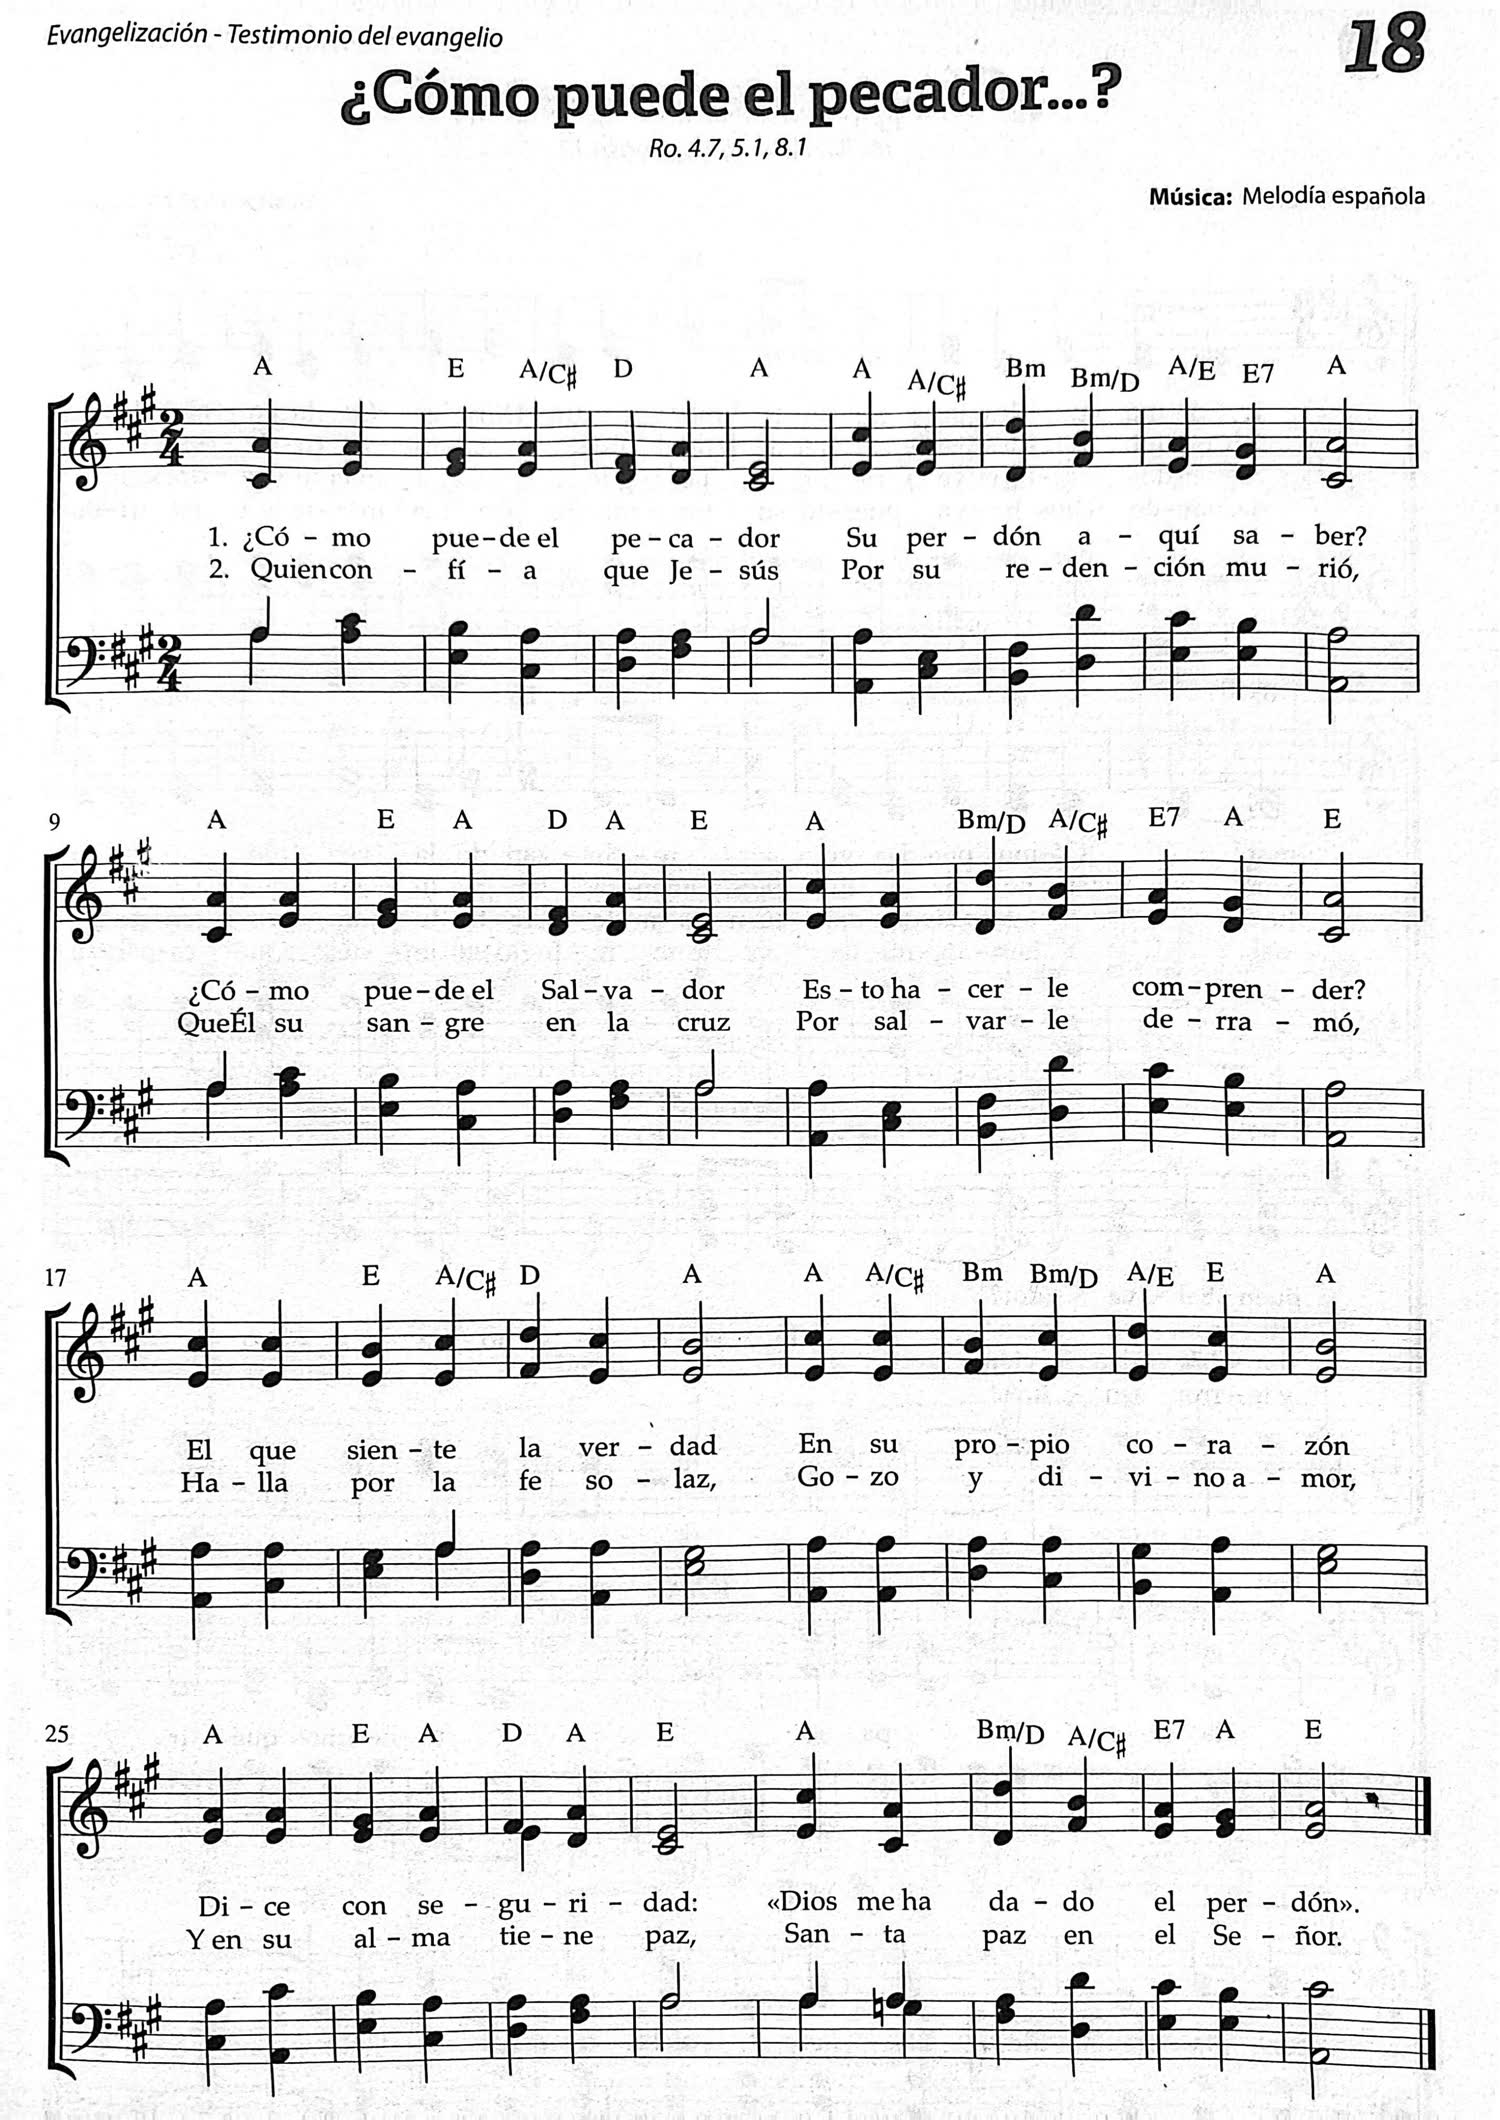 Evangelización - Testimonio del evangelio
18
¿Cómo puede el pecador...?
Ro. 4.7, 5.1, 8.1
Música: Melodía española
A E A/C♯ D A A A/C♯ Bm Bm/D A/E E7 A
2/4
1. ¿Có – mo pue–de el pe–ca – dor Su per – dón a – quí sa – ber?
2. Quien con – fí – a que Je – sús Por su re – den – ción mu – rió,
2/4
9 A E A D A E A Bm/D A/C♯ E7 A E
¿Có – mo pue–de el Sal–va – dor Es–to ha – cer – le com–pren – der?
Que Él su san – gre en la cruz Por sal – var – le de – rra – mó,
17 A E A/C♯ D A A A/C♯ Bm Bm/D A/E E A
El que sien – te la ver – dad En su pro – pio co – ra – zón
Ha – lla por la fe so – laz, Go – zo y di – vi – no a – mor,
25 A E A D A E A Bm/D A/C♯ E7 A E
Di – ce con se – gu – ri – dad: «Dios me ha da – do el per – dón».
Y en su al – ma tie – ne paz, San – ta paz en el Se – ñor.